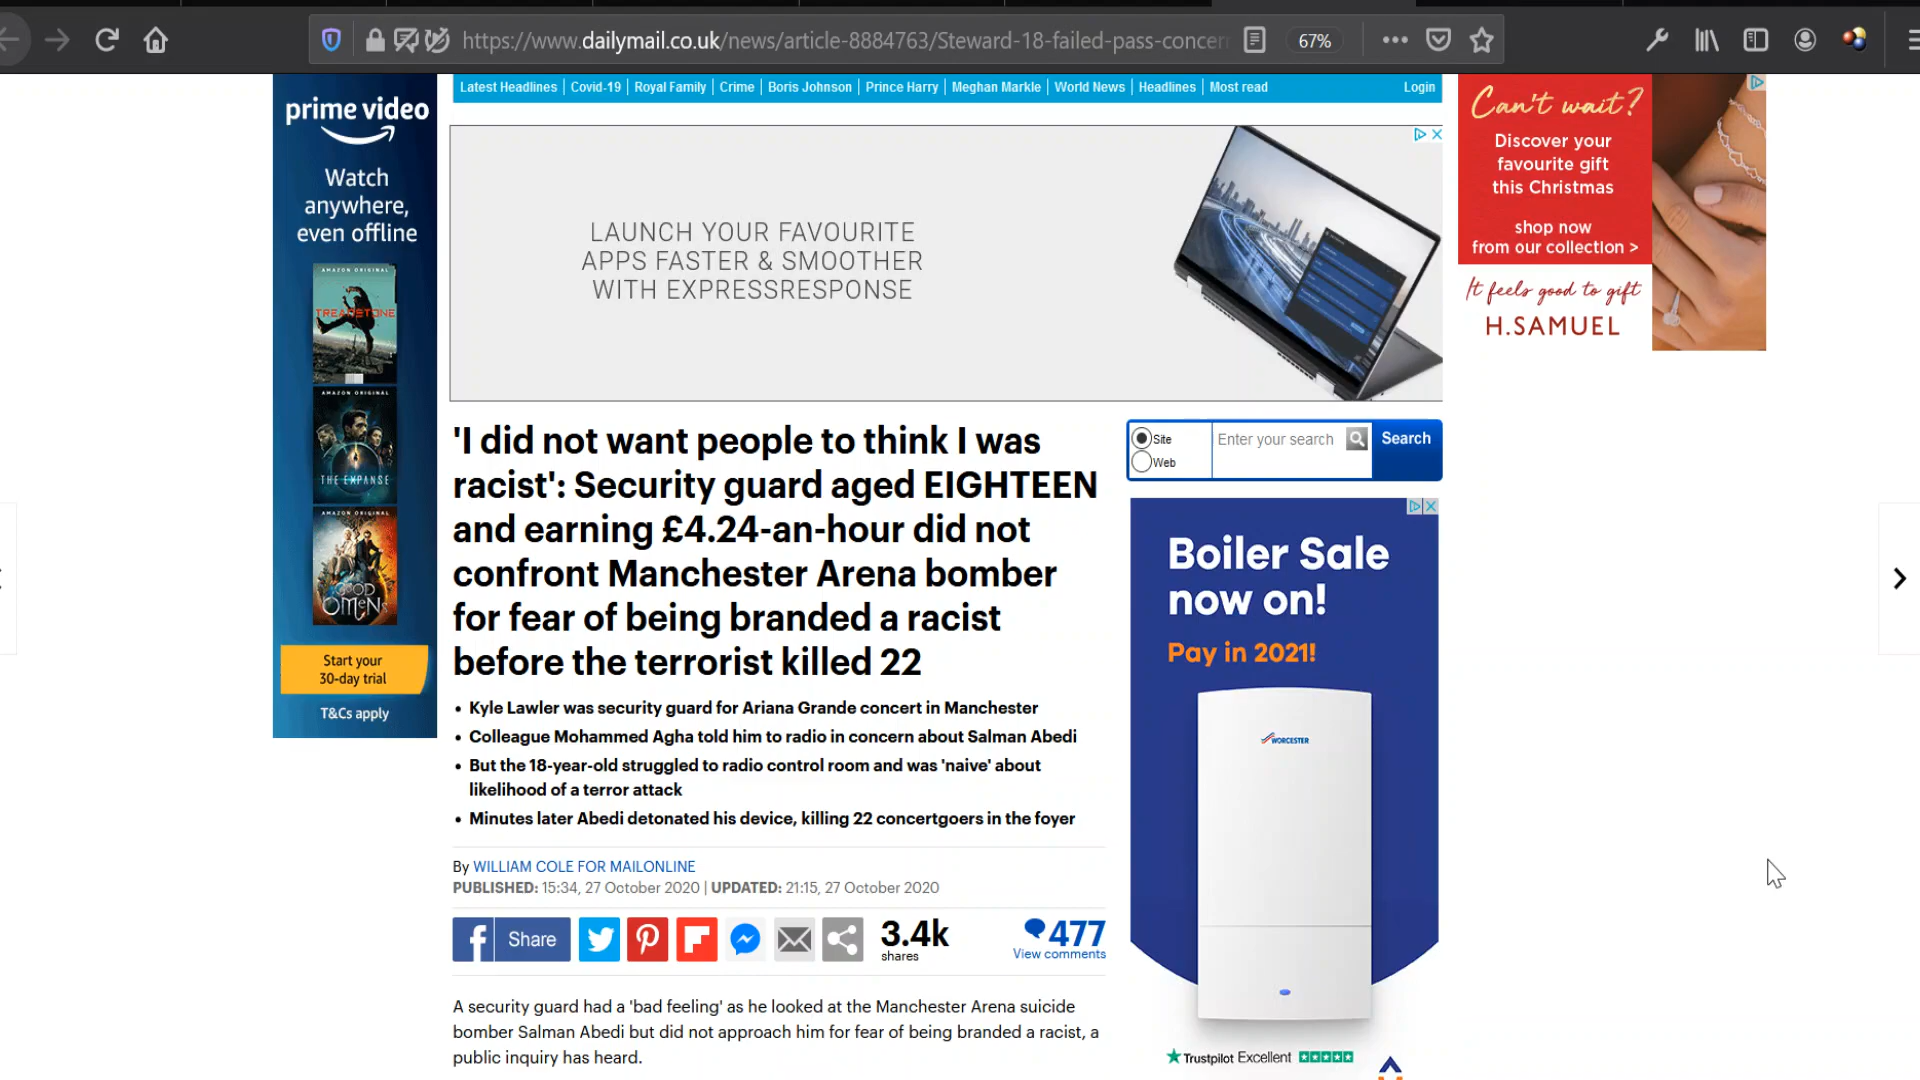 https://www.dailymail.co.uk/news/article-8884763/Steward-18-failed-pass-concer
67%
Latest Headlines | Covid-19 | Royal Family | Crime | Boris Johnson | Prince Harry | Meghan Markle | World News | Headlines | Most read
Login
prime video
Watch
anywhere,
even offline
AMAZON ORIGINAL
TREADSTONE
AMAZON ORIGINAL
THE EXPANSE
AMAZON ORIGINAL
GOOD
OMENS
Start your
30-day trial
T&Cs apply
LAUNCH YOUR FAVOURITE
APPS FASTER & SMOOTHER
WITH EXPRESSRESPONSE
Can't wait?
Discover your
favourite gift
this Christmas
shop now
from our collection >
It feels good to gift
H.SAMUEL
'I did not want people to think I was
racist': Security guard aged EIGHTEEN
and earning £4.24-an-hour did not
confront Manchester Arena bomber
for fear of being branded a racist
before the terrorist killed 22
• Kyle Lawler was security guard for Ariana Grande concert in Manchester
• Colleague Mohammed Agha told him to radio in concern about Salman Abedi
• But the 18-year-old struggled to radio control room and was 'naive' about
likelihood of a terror attack
• Minutes later Abedi detonated his device, killing 22 concertgoers in the foyer
By WILLIAM COLE FOR MAILONLINE
PUBLISHED: 15:34, 27 October 2020 | UPDATED: 21:15, 27 October 2020
Share
3.4k
shares
477
View comments
A security guard had a 'bad feeling' as he looked at the Manchester Arena suicide
bomber Salman Abedi but did not approach him for fear of being branded a racist, a
public inquiry has heard.
Site
Web
Enter your search
Search
Boiler Sale
now on!
Pay in 2021!
WORCESTER
Trustpilot Excellent